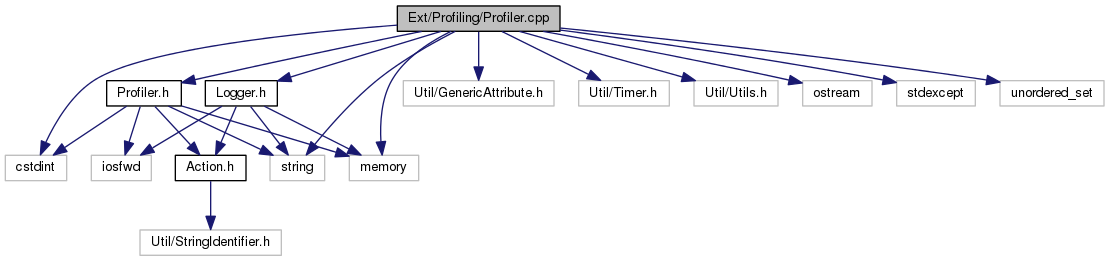 Ext/Profiling/Profiler.cpp
Profiler.h
Logger.h
Util/GenericAttribute.h
Util/Timer.h
Util/Utils.h
ostream
stdexcept
unordered_set
cstdint
iosfwd
Action.h
string
memory
Util/StringIdentifier.h